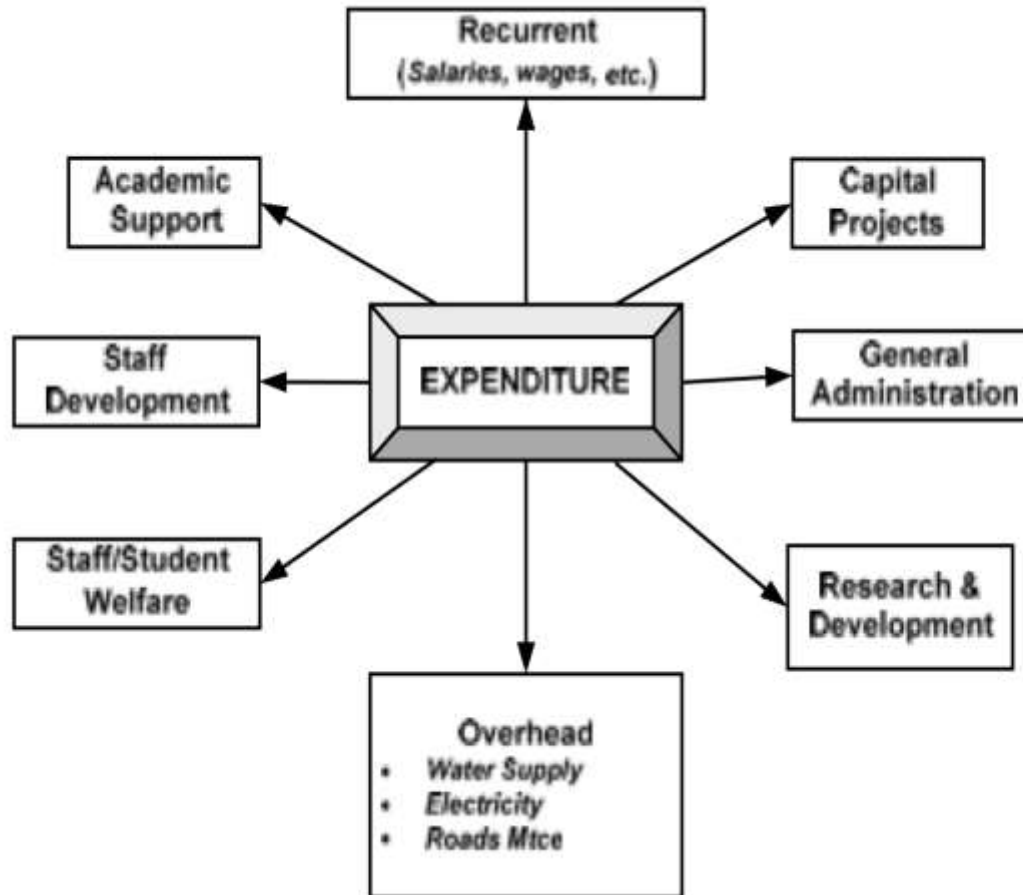 Recurrent
(Salaries, wages, etc.)
Academic
Support
Capital
Projects
Staff
Development
EXPENDITURE
General
Administration
Staff/Student
Welfare
Research &
Development
Overhead
• Water Supply
• Electricity
• Roads Mtce